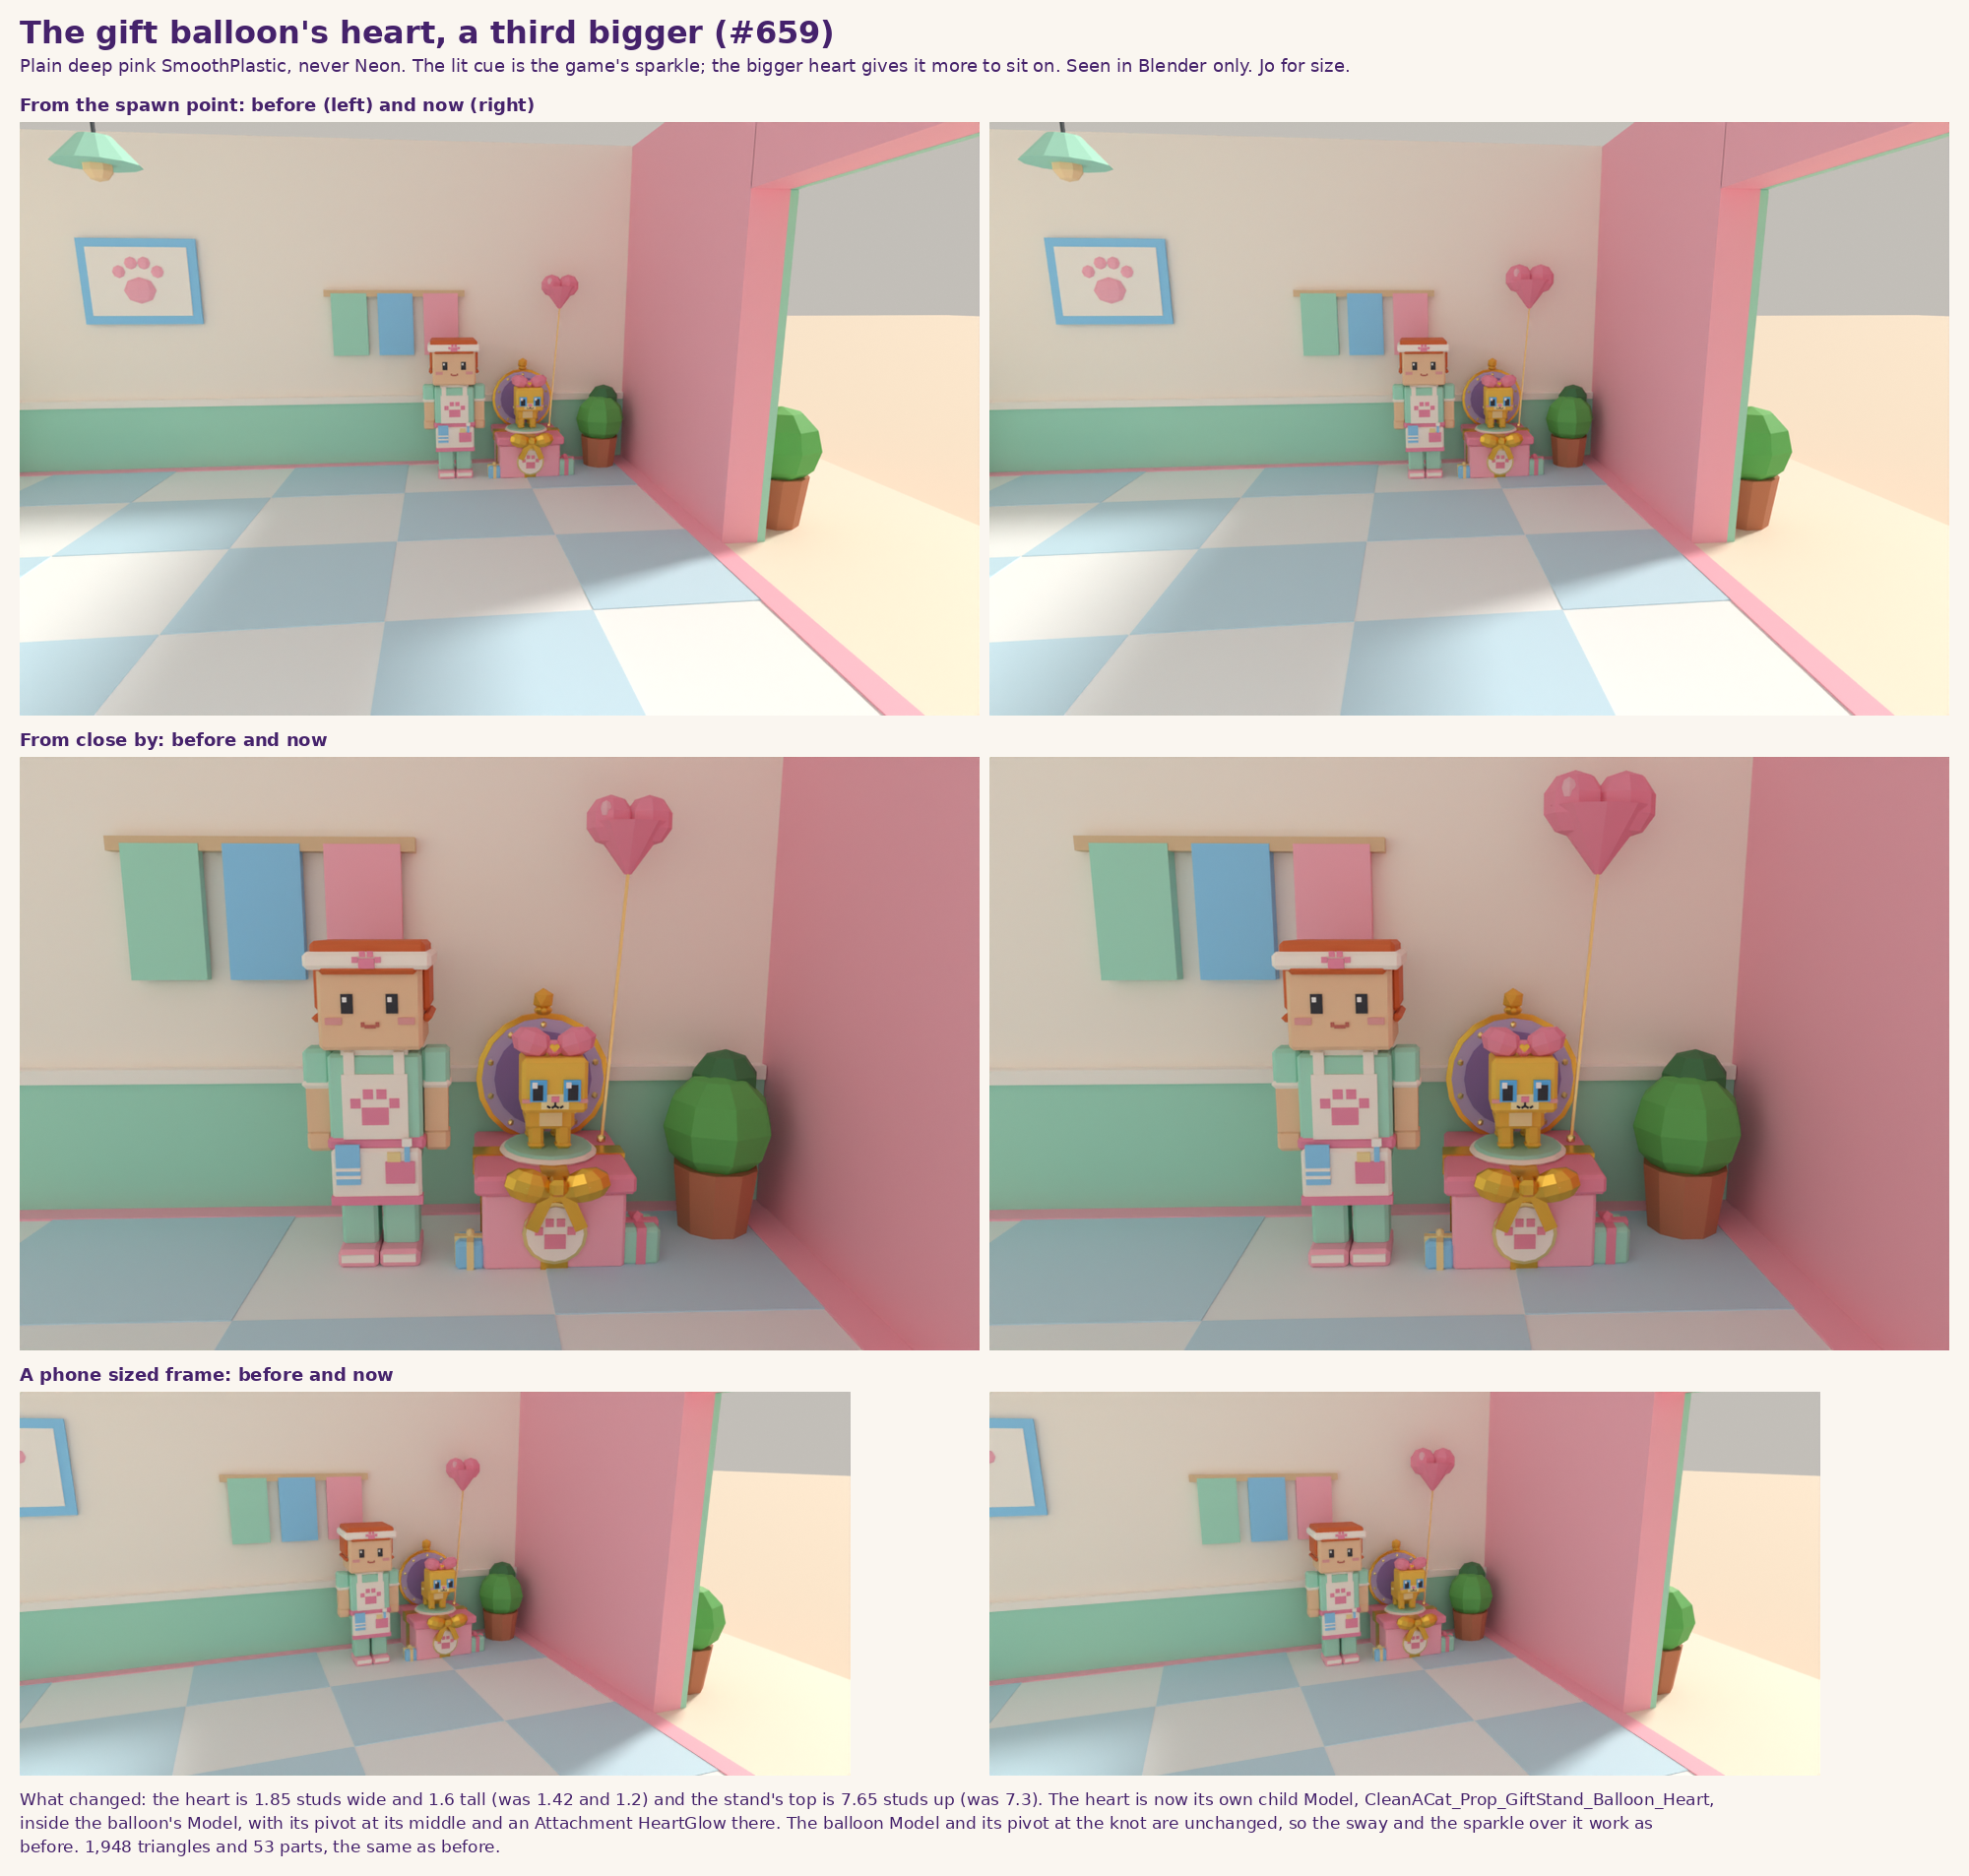 The gift balloon's heart, a third bigger (#659)
Plain deep pink SmoothPlastic, never Neon. The lit cue is the game's sparkle; the bigger heart gives it more to sit on. Seen in Blender only. Jo for size.
From the spawn point: before (left) and now (right)
From close by: before and now
A phone sized frame: before and now
What changed: the heart is 1.85 studs wide and 1.6 tall (was 1.42 and 1.2) and the stand's top is 7.65 studs up (was 7.3). The heart is now its own child Model, CleanACat_Prop_GiftStand_Balloon_Heart,
inside the balloon's Model, with its pivot at its middle and an Attachment HeartGlow there. The balloon Model and its pivot at the knot are unchanged, so the sway and the sparkle over it work as
before. 1,948 triangles and 53 parts, the same as before.